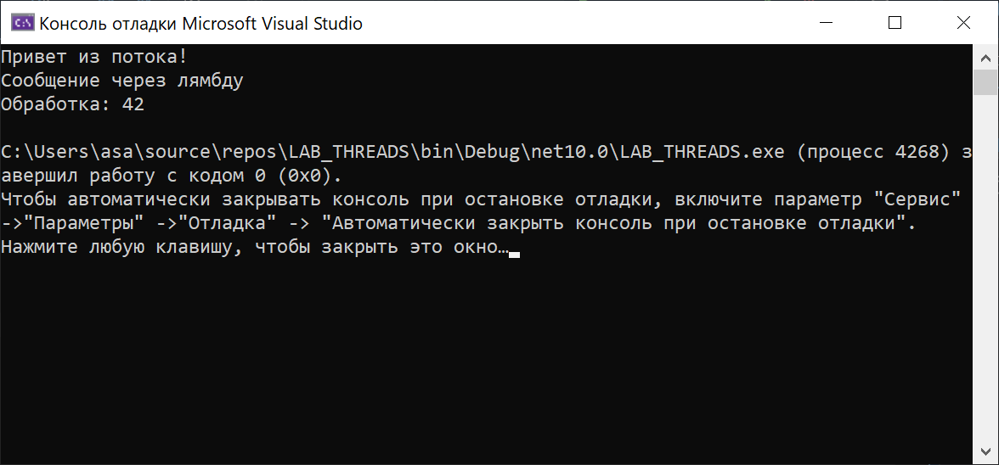 Консоль отладки Microsoft Visual Studio
Привет из потока!
Сообщение через лямбду
Обработка: 42
C:\Users\asa\source\repos\LAB_THREADS\bin\Debug\net10.0\LAB_THREADS.exe (процесс 4268) з
авершил работу с кодом 0 (0x0).
Чтобы автоматически закрывать консоль при остановке отладки, включите параметр "Сервис"
->"Параметры" ->"Отладка" -> "Автоматически закрыть консоль при остановке отладки".
Нажмите любую клавишу, чтобы закрыть это окно…